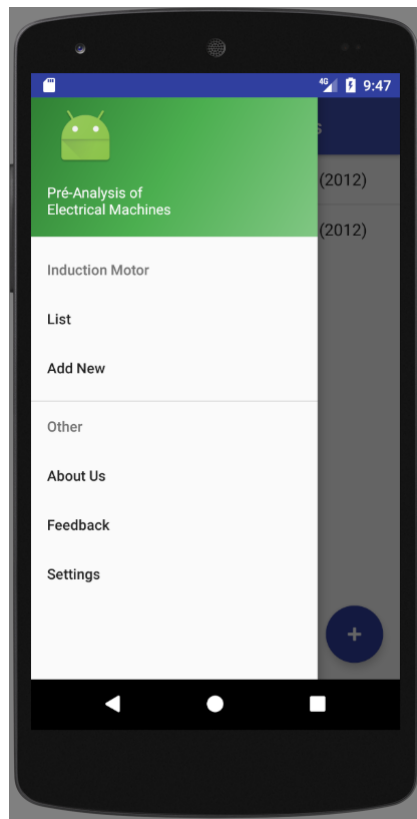 4G 9:47
s
Pré-Analysis of
Electrical Machines
(2012)
Induction Motor
(2012)
List
Add New
Other
About Us
Feedback
Settings
+